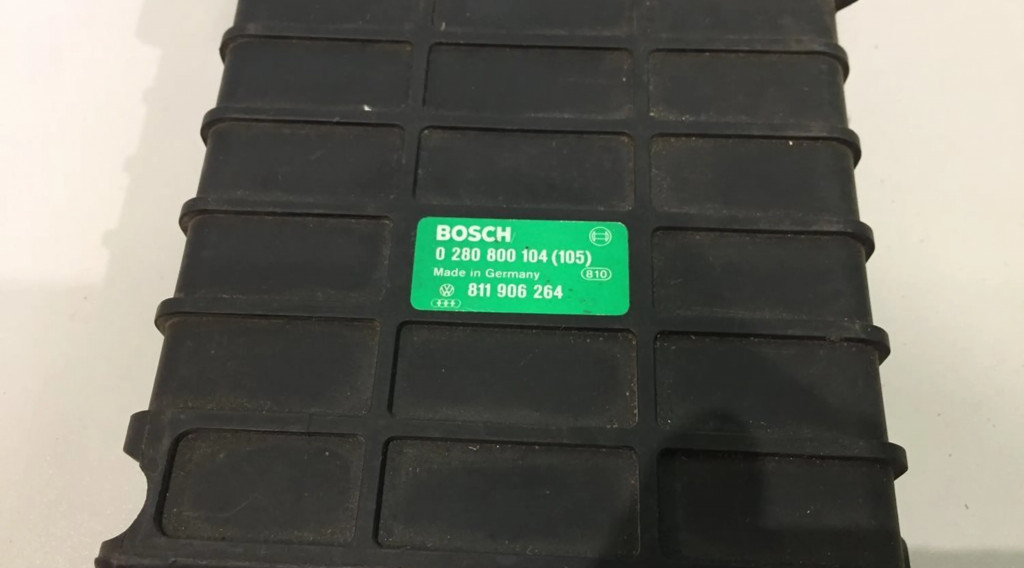 BOSCH
0 280 800 104 (105)
Made in Germany 810
811 906 264